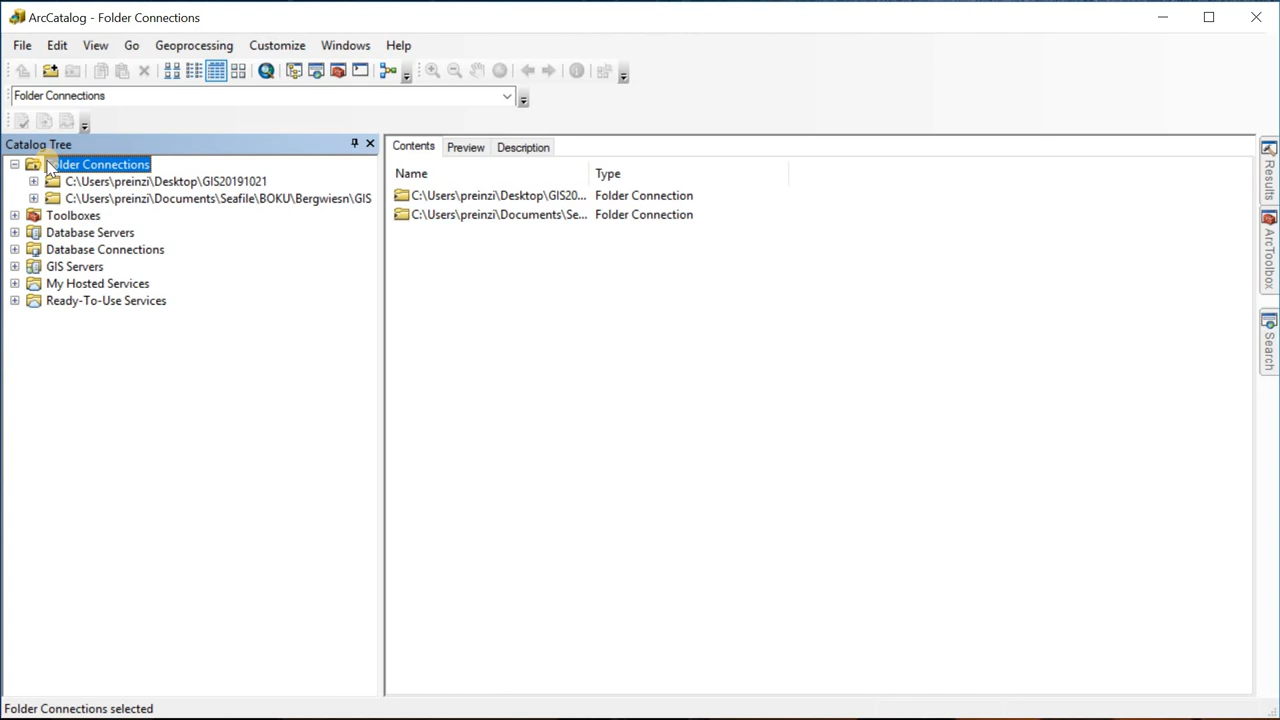 ArcCatalog - Folder Connections
File Edit View Go Geoprocessing Customize Windows Help
Folder Connections
Catalog Tree
Contents Preview Description
Folder Connections
C:\Users\preinzi\Desktop\GIS20191021
C:\Users\preinzi\Documents\Seafile\BOKU\Bergwiesn\GIS
Toolboxes
Database Servers
Database Connections
GIS Servers
My Hosted Services
Ready-To-Use Services
Name Type
C:\Users\preinzi\Desktop\GIS20... Folder Connection
C:\Users\preinzi\Documents\Se... Folder Connection
Results
ArcToolbox
Search
Folder Connections selected